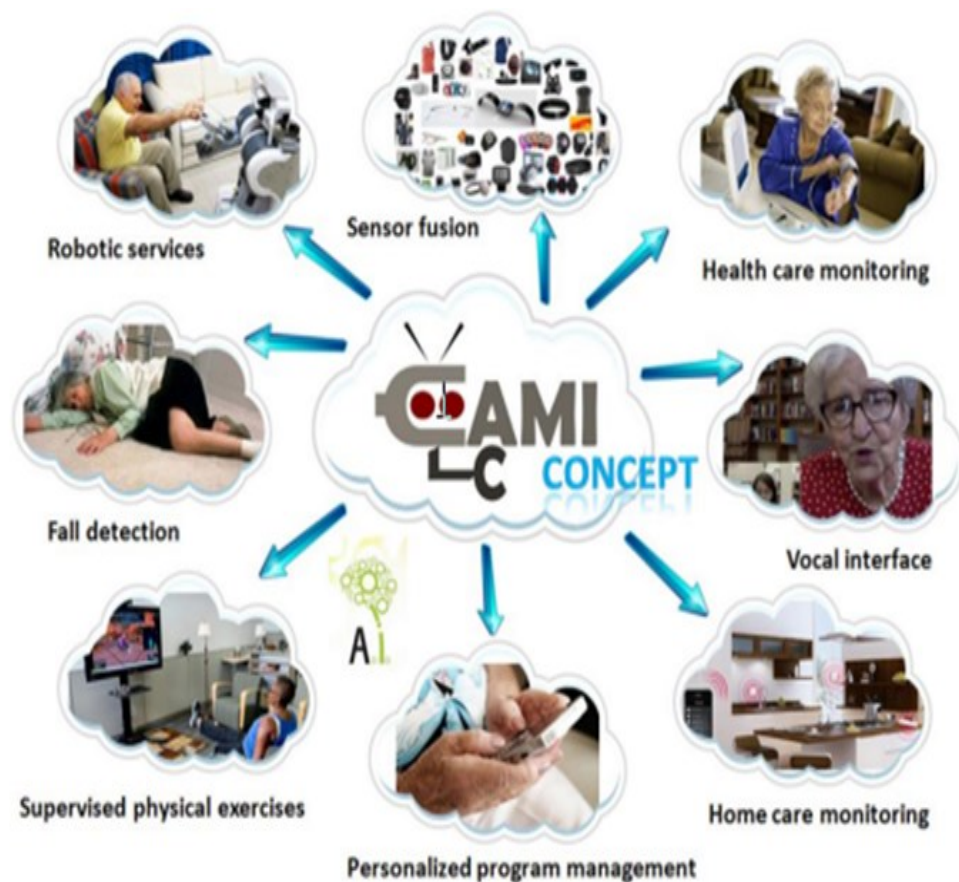 Robotic services
Sensor fusion
Health care monitoring
CAMI
C
CONCEPT
Fall detection
Vocal interface
A.i.
Supervised physical exercises
Home care monitoring
Personalized program management